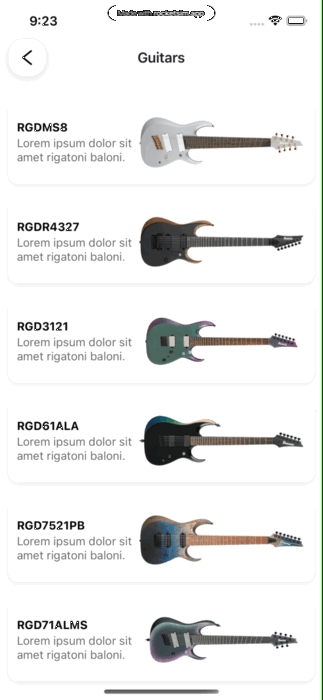 Made with rocketsim.app
9:23
Guitars
RGDMS8
Lorem ipsum dolor sit
amet rigatoni baloni.
RGDR4327
Lorem ipsum dolor sit
amet rigatoni baloni.
RGD3121
Lorem ipsum dolor sit
amet rigatoni baloni.
RGD61ALA
Lorem ipsum dolor sit
amet rigatoni baloni.
RGD7521PB
Lorem ipsum dolor sit
amet rigatoni baloni.
RGD71ALMS
Lorem ipsum dolor sit
amet rigatoni baloni.